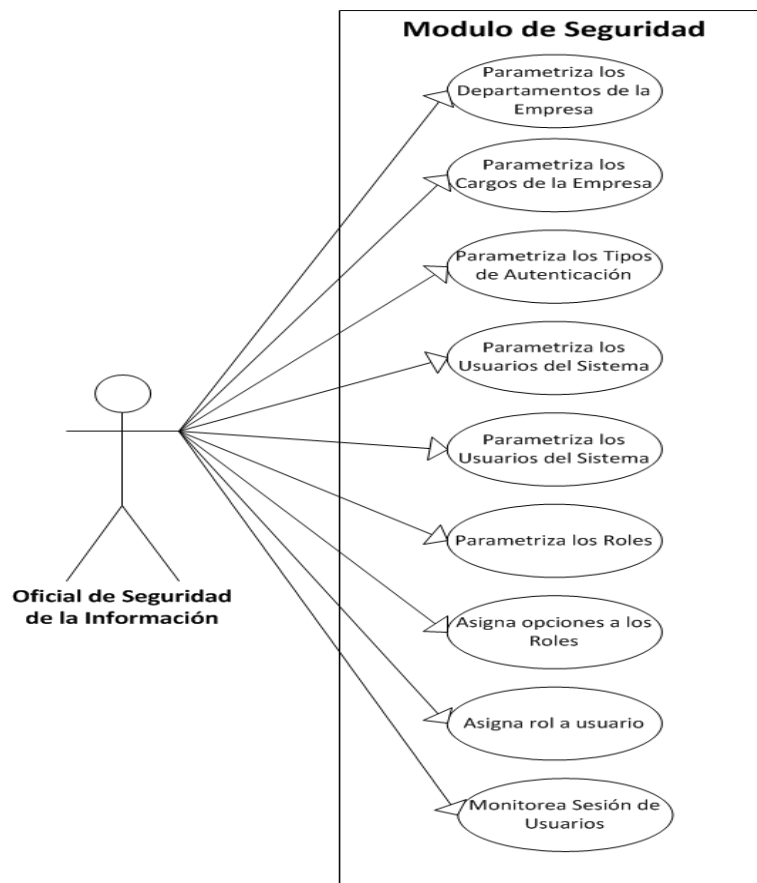 Modulo de Seguridad
Parametriza los
Departamentos de la
Empresa
Parametriza los
Cargos de la Empresa
Parametriza los Tipos
de Autenticación
Parametriza los
Usuarios del Sistema
Parametriza los
Usuarios del Sistema
Parametriza los Roles
Asigna opciones a los
Roles
Asigna rol a usuario
Monitorea Sesión de
Usuarios
Oficial de Seguridad
de la Información